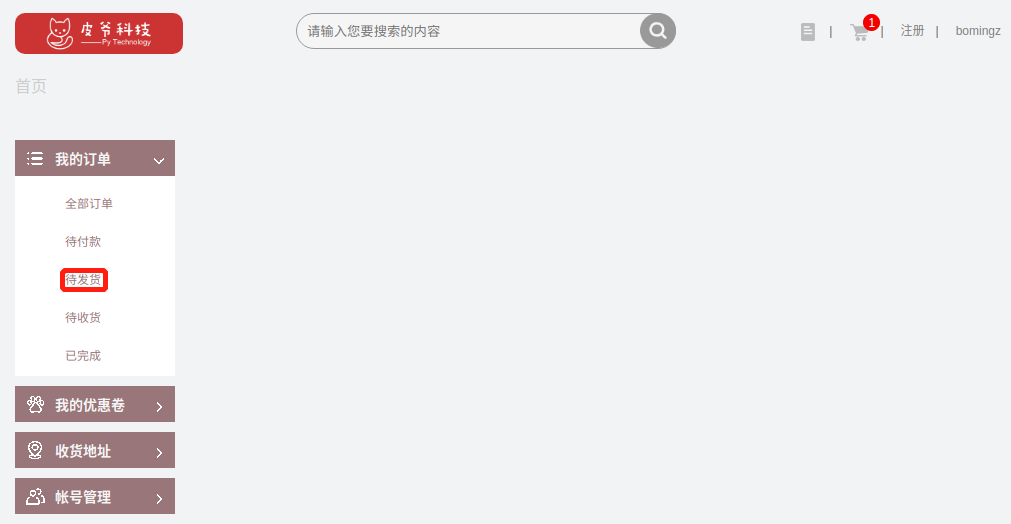 皮爷科技
Py Technology
请输入您要搜索的内容
1
| | 注册 | bomingz
首页
我的订单
全部订单
待付款
待发货
待收货
已完成
我的优惠卷
收货地址
帐号管理